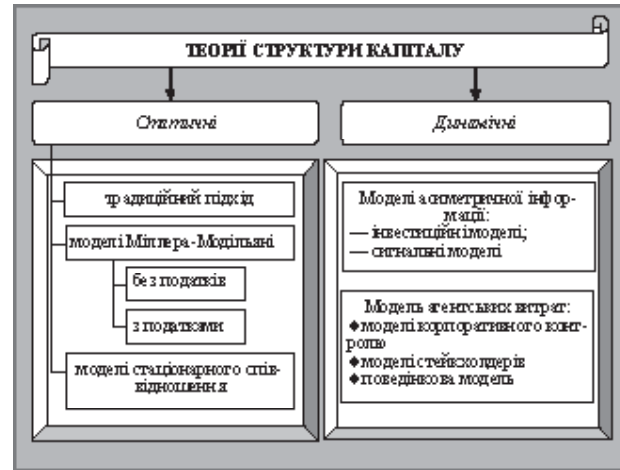 ТЕОРІЇ СТРУКТУРИ КАПІТАЛУ
Статичні
традиційний підхід
моделі Міллера-Модільяні
без податків
з податками
моделі стаціонарного спів-
відношення
Динамічні
Моделі асиметричної інфор-
мації:
— інвестиційні моделі;
— сигнальні моделі
Модель агентських витрат:
◆моделі корпоративного конт-
ролю
◆моделі стейкхолдерів
◆поведінкова модель